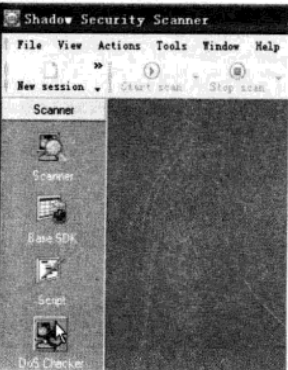 Shadow Security Scanner
File View Actions Tools Window Help
New session Start scan Stop scan
Scanner
Scanner
Base SDK
Script
DoS Checker